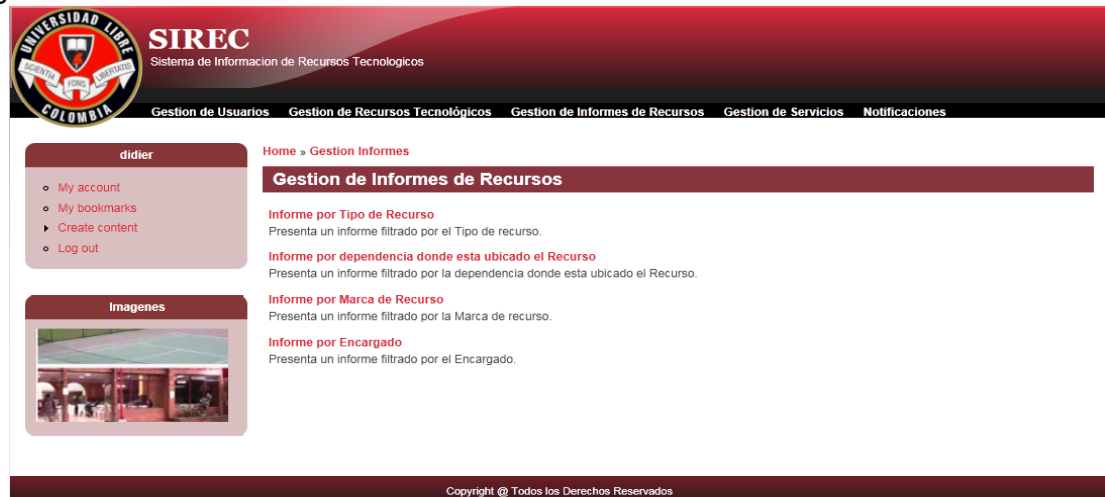 UNIVERSIDAD LIBRE
SCIENTIA FONS LIBERTATIS
COLOMBIA
SIREC
Sistema de Informacion de Recursos Tecnologicos
Gestion de Usuarios Gestion de Recursos Tecnológicos Gestion de Informes de Recursos Gestion de Servicios Notificaciones
didier
My account
My bookmarks
Create content
Log out
Imagenes
Home » Gestion Informes
Gestion de Informes de Recursos
Informe por Tipo de Recurso
Presenta un informe filtrado por el Tipo de recurso.
Informe por dependencia donde esta ubicado el Recurso
Presenta un informe filtrado por la dependencia donde esta ubicado el Recurso.
Informe por Marca de Recurso
Presenta un informe filtrado por la Marca de recurso.
Informe por Encargado
Presenta un informe filtrado por el Encargado.
Copyright @ Todos los Derechos Reservados